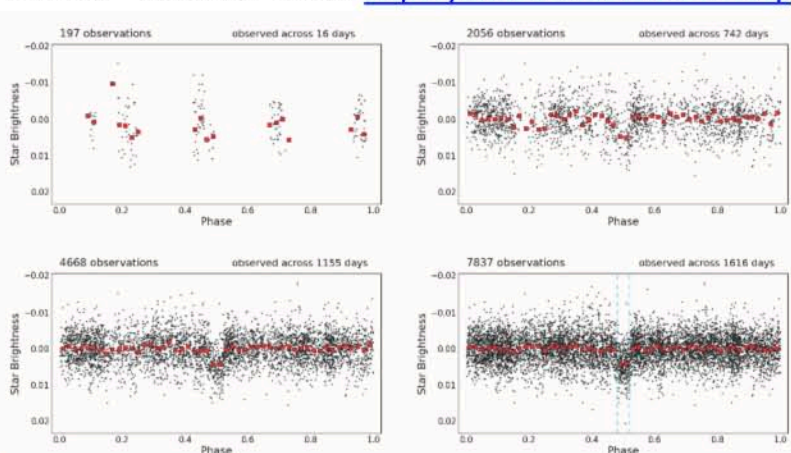 197 observations observed across 16 days
−0.02
−0.01
0.00
0.01
0.02
Star Brightness
0.0 0.2 0.4 0.6 0.8 1.0
Phase
2056 observations observed across 742 days
−0.02
−0.01
0.00
0.01
0.02
Star Brightness
0.0 0.2 0.4 0.6 0.8 1.0
Phase
4668 observations observed across 1155 days
−0.02
−0.01
0.00
0.01
0.02
Star Brightness
0.0 0.2 0.4 0.6 0.8 1.0
Phase
7837 observations observed across 1616 days
−0.02
−0.01
0.00
0.01
0.02
Star Brightness
0.0 0.2 0.4 0.6 0.8 1.0
Phase